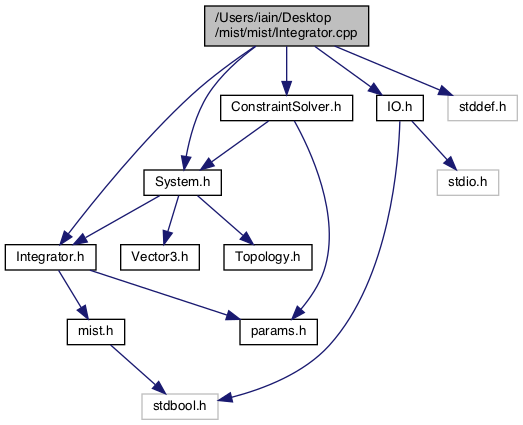 /Users/iain/Desktop
/mist/mist/Integrator.cpp
ConstraintSolver.h
IO.h
stddef.h
System.h
stdio.h
Integrator.h
Vector3.h
Topology.h
mist.h
params.h
stdbool.h